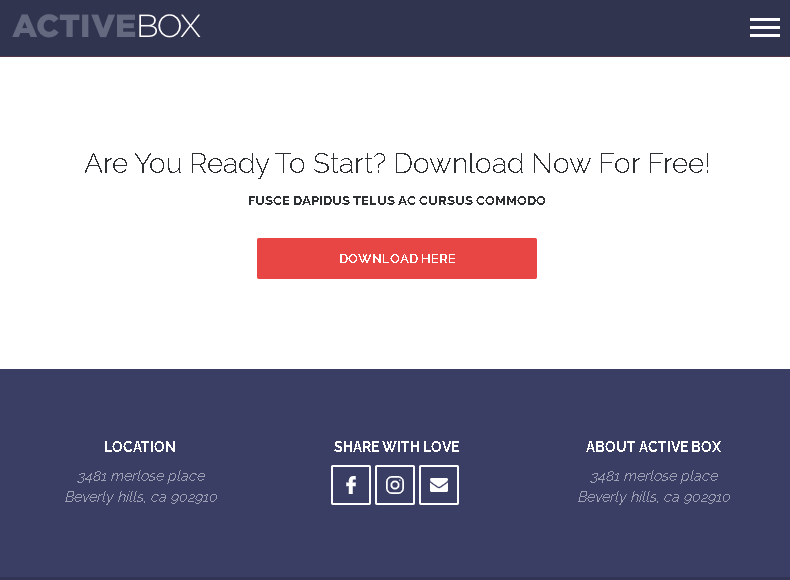 ACTIVEBOX
Are You Ready To Start? Download Now For Free!
FUSCE DAPIDUS TELUS AC CURSUS COMMODO
DOWNLOAD HERE
LOCATION
3481 merlose place
Beverly hills, ca 902910
SHARE WITH LOVE
ABOUT ACTIVE BOX
3481 merlose place
Beverly hills, ca 902910